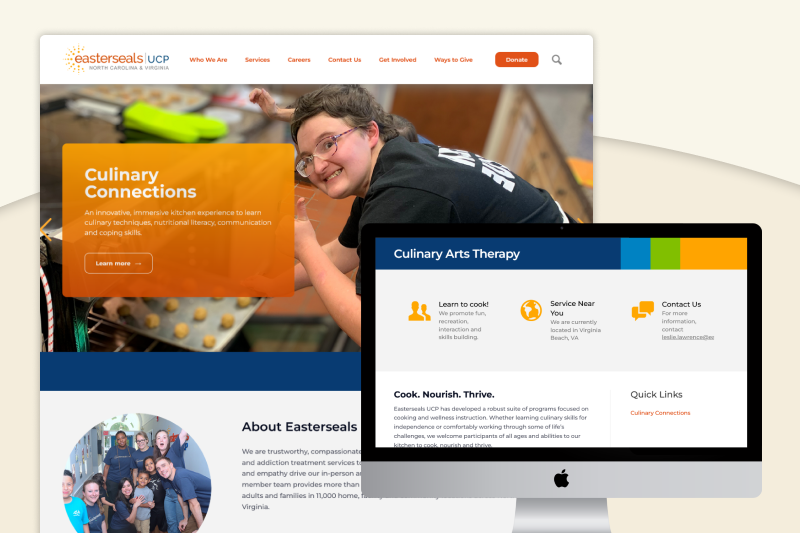 easterseals UCP
NORTH CAROLINA & VIRGINIA
Who We Are
Services
Careers
Contact Us
Get Involved
Ways to Give
Donate
Culinary
Connections
An innovative, immersive kitchen experience to learn
culinary techniques, nutritional literacy, communication
and coping skills.
Learn more →
About Easterseals
We are trustworthy, compassionate
and addiction treatment services to
and empathy drive our in-person an
member team provides more than
adults and families in 11,000 home,
Virginia.
Culinary Arts Therapy
Learn to cook!
We promote fun,
recreation,
interaction and
skills building.
Service Near
You
We are currently
located in Virginia
Beach, VA
Contact Us
For more
information,
contact
leslie.lawrence@es
Cook. Nourish. Thrive.
Easterseals UCP has developed a robust suite of programs focused on
cooking and wellness instruction. Whether learning culinary skills for
independence or comfortably working through some of life's
challenges, we welcome participants of all ages and abilities to our
kitchen to cook, nourish and thrive.
Quick Links
Culinary Connections